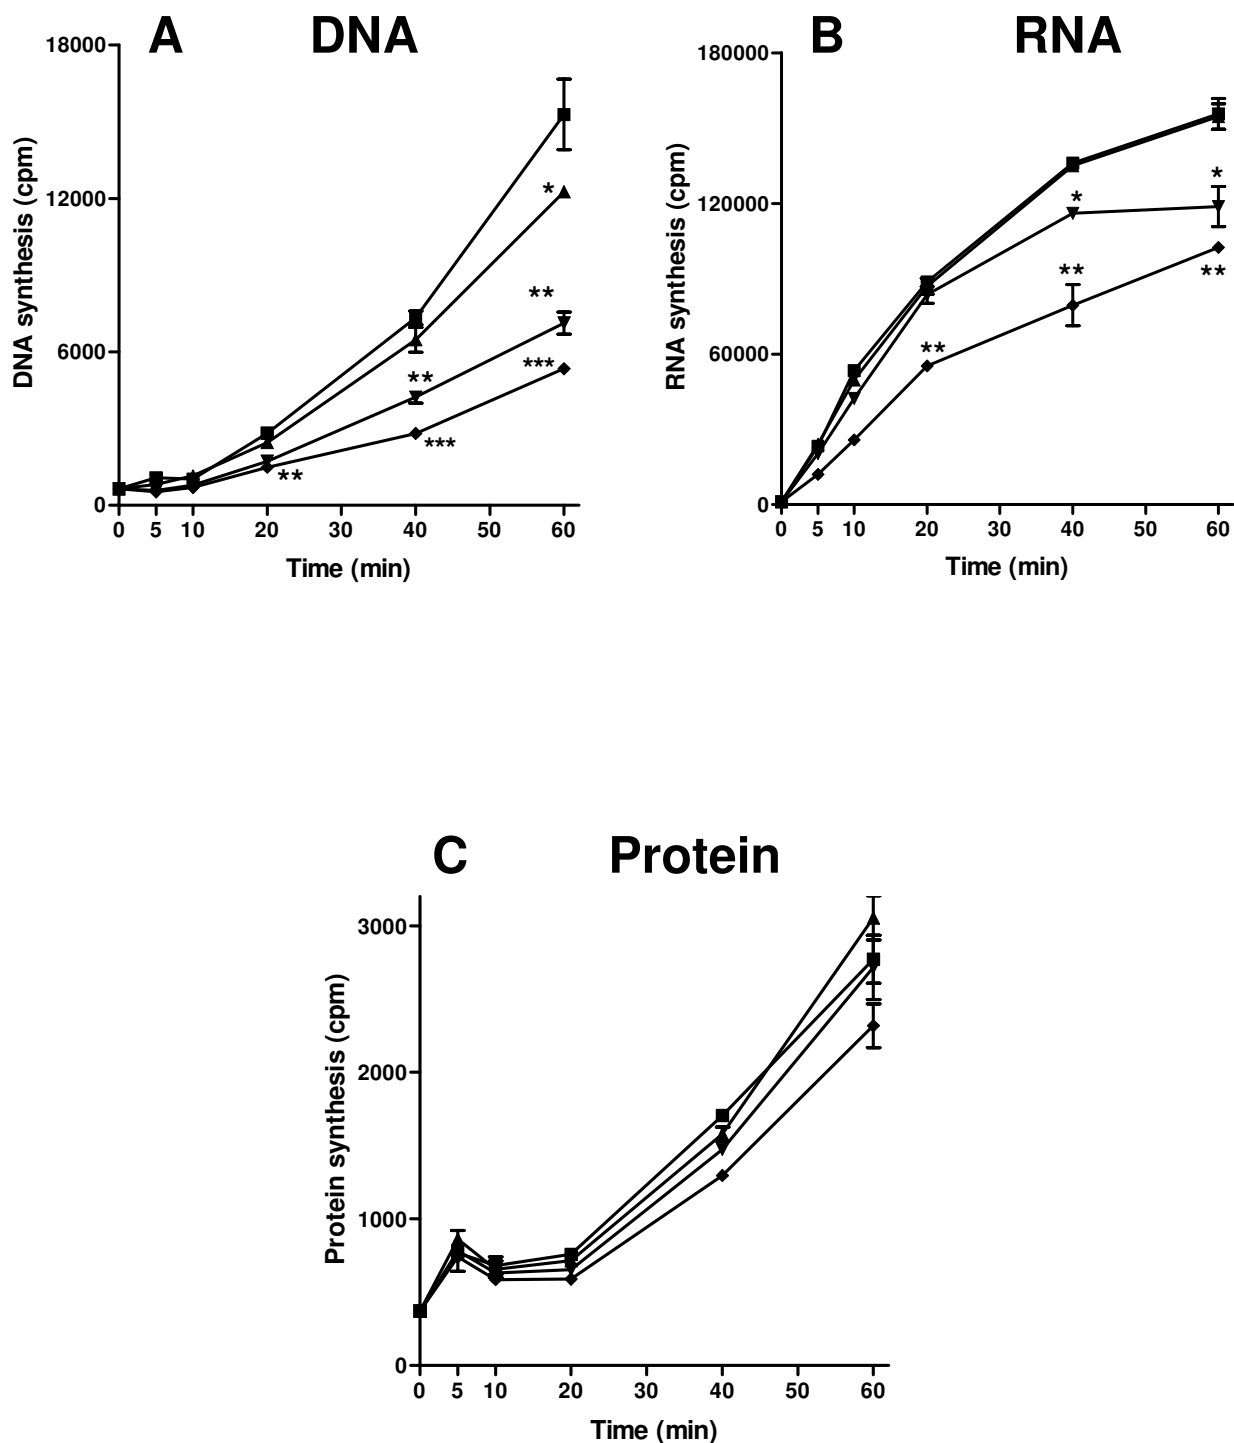 A DNA
18000
12000
6000
0
DNA synthesis (cpm)
*
**
***
**
***
**
0 5 10 20 30 40 50 60
Time (min)
B RNA
180000
120000
60000
0
RNA synthesis (cpm)
*
*
**
**
**
0 5 10 20 30 40 50 60
Time (min)
C Protein
3000
2000
1000
0
Protein synthesis (cpm)
0 5 10 20 30 40 50 60
Time (min)